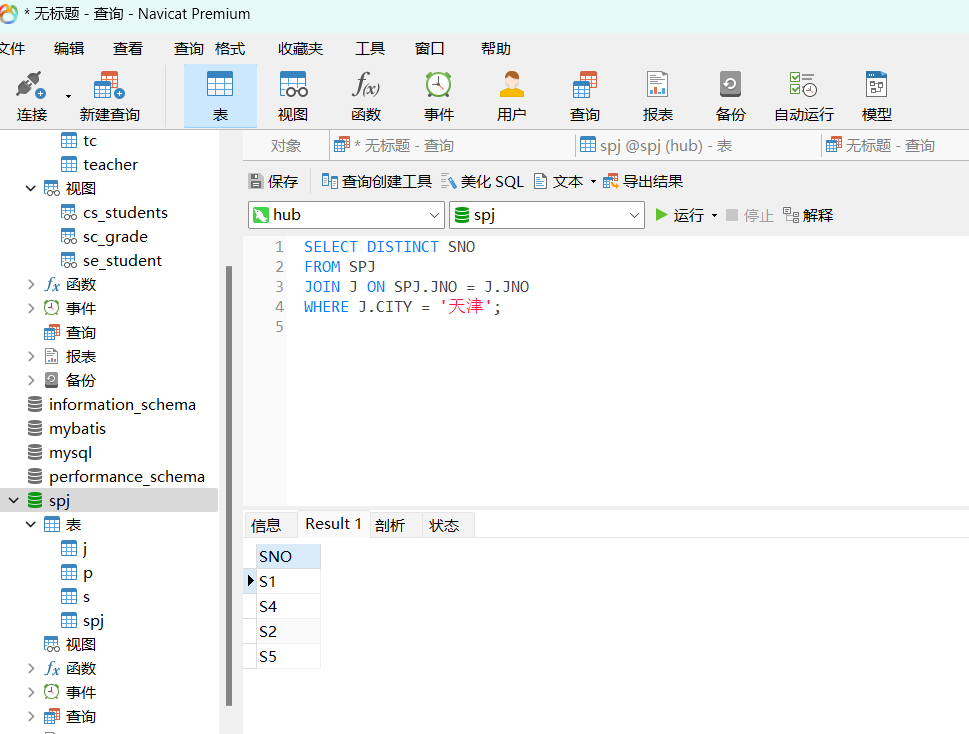 * 无标题 - 查询 - Navicat Premium
文件 编辑 查看 查询 格式 收藏夹 工具 窗口 帮助
连接 新建查询 表 视图 函数 事件 用户 查询 报表 备份 自动运行 模型
tc
teacher
视图
cs_students
sc_grade
se_student
函数
事件
查询
报表
备份
information_schema
mybatis
mysql
performance_schema
spj
表
j
p
s
spj
视图
函数
事件
查询
对象 * 无标题 - 查询 spj @spj (hub) - 表 无标题 - 查询
保存 查询创建工具 美化 SQL 文本 导出结果
hub spj 运行 停止 解释
1 SELECT DISTINCT SNO
2 FROM SPJ
3 JOIN J ON SPJ.JNO = J.JNO
4 WHERE J.CITY = '天津';
5
信息 Result 1 剖析 状态
SNO
S1
S4
S2
S5